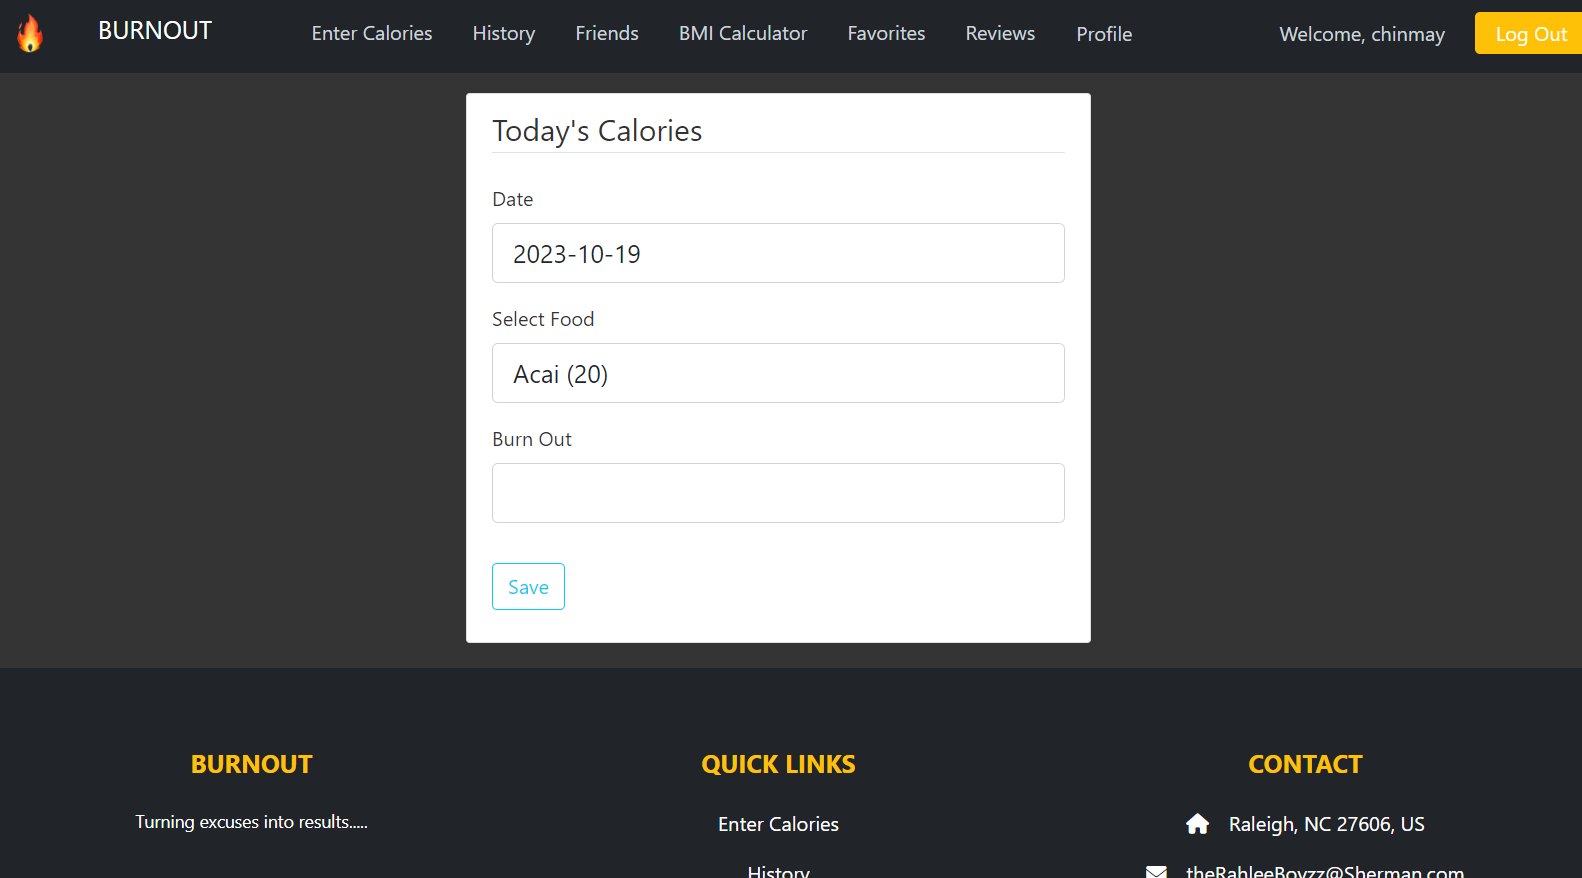 BURNOUT Enter Calories History Friends BMI Calculator Favorites Reviews Profile Welcome, chinmay Log Out
Today's Calories
Date
2023-10-19
Select Food
Acai (20)
Burn Out
Save
BURNOUT
Turning excuses into results.....
QUICK LINKS
Enter Calories
History
CONTACT
Raleigh, NC 27606, US
theRahleeBoyzz@Sherman.com